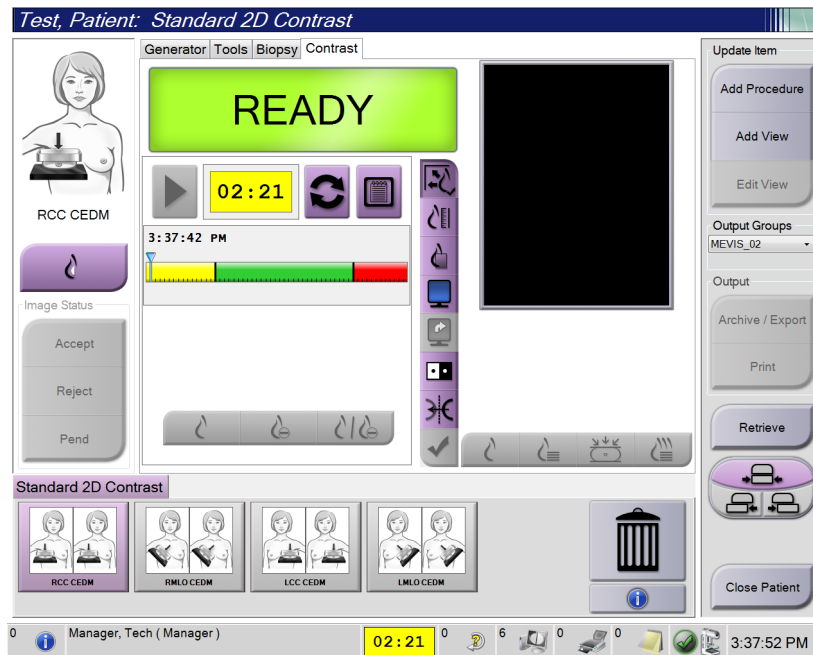 Test, Patient: Standard 2D Contrast
Generator Tools Biopsy Contrast
READY
02:21
3:37:42 PM
RCC CEDM
Image Status
Accept
Reject
Pend
Update Item
Add Procedure
Add View
Edit View
Output Groups
MEVIS_02
Output
Archive / Export
Print
Retrieve
Close Patient
Standard 2D Contrast
RCC CEDM
RMLO CEDM
LCC CEDM
LMLO CEDM
0 Manager, Tech ( Manager ) 02:21 0 6 0 0 3:37:52 PM